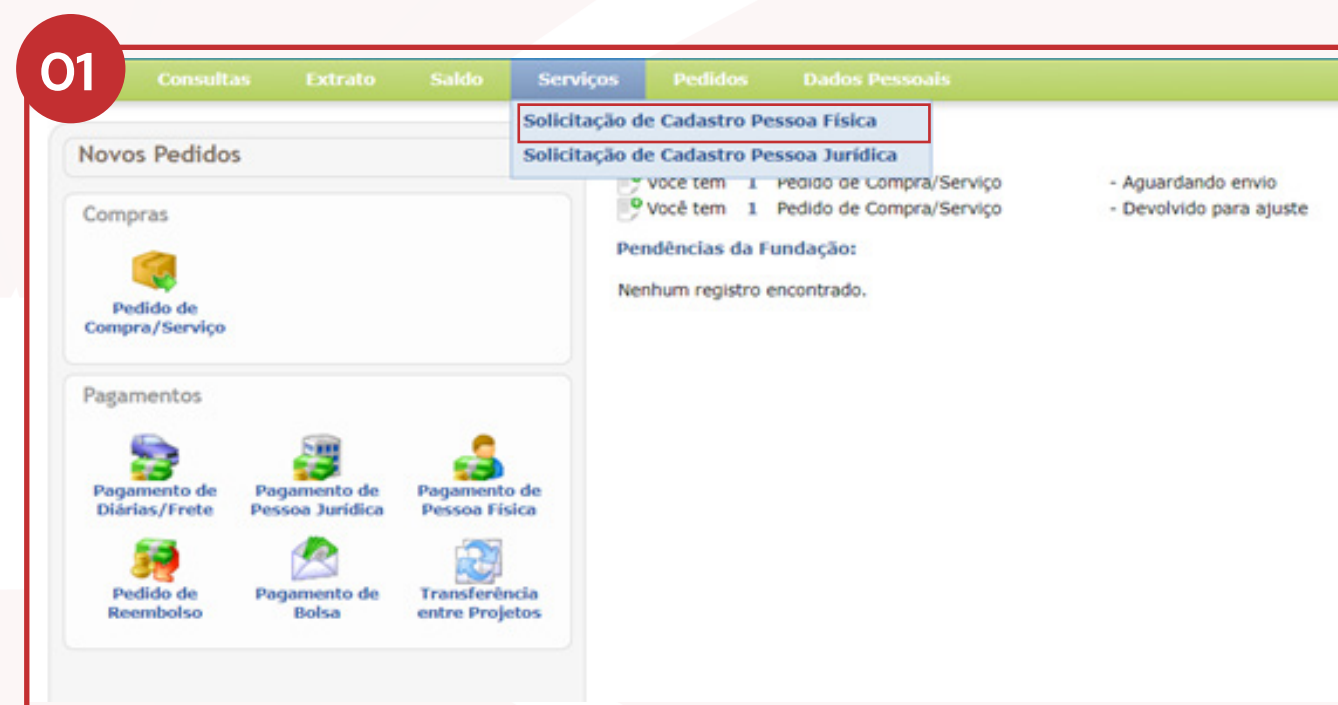 01
Consultas Extrato Saldo Serviços Pedidos Dados Pessoais
Solicitação de Cadastro Pessoa Física
Solicitação de Cadastro Pessoa Jurídica
Novos Pedidos
Compras
Pedido de
Compra/Serviço
Pagamentos
Pagamento de
Diárias/Frete
Pagamento de
Pessoa Jurídica
Pagamento de
Pessoa Física
Pedido de
Reembolso
Pagamento de
Bolsa
Transferência
entre Projetos
Você tem 1 Pedido de Compra/Serviço - Aguardando envio
Você tem 1 Pedido de Compra/Serviço - Devolvido para ajuste
Pendências da Fundação:
Nenhum registro encontrado.